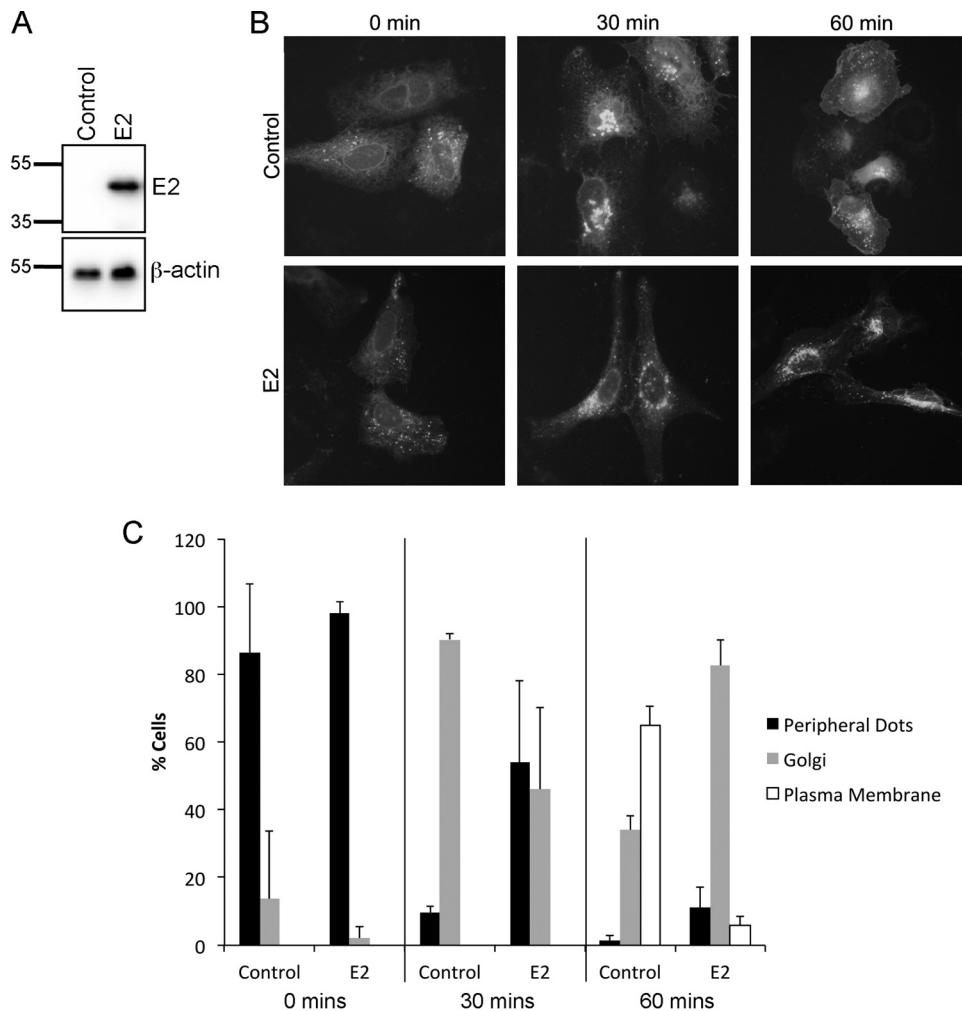 A
Control
E2
55
35
E2
55
β-actin
B
0 min
30 min
60 min
Control
E2
C
120
100
80
60
40
20
0
% Cells
Control
E2
Control
E2
Control
E2
0 mins
30 mins
60 mins
Peripheral Dots
Golgi
Plasma Membrane